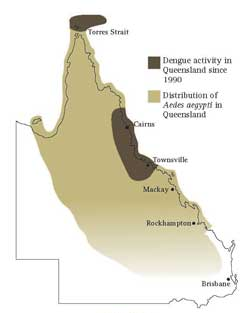 Torres Strait
Dengue activity in
Queensland since
1990
Distribution of
Aedes aegypti in
Queensland
Cairns
Townsville
Mackay
Rockhampton
Brisbane